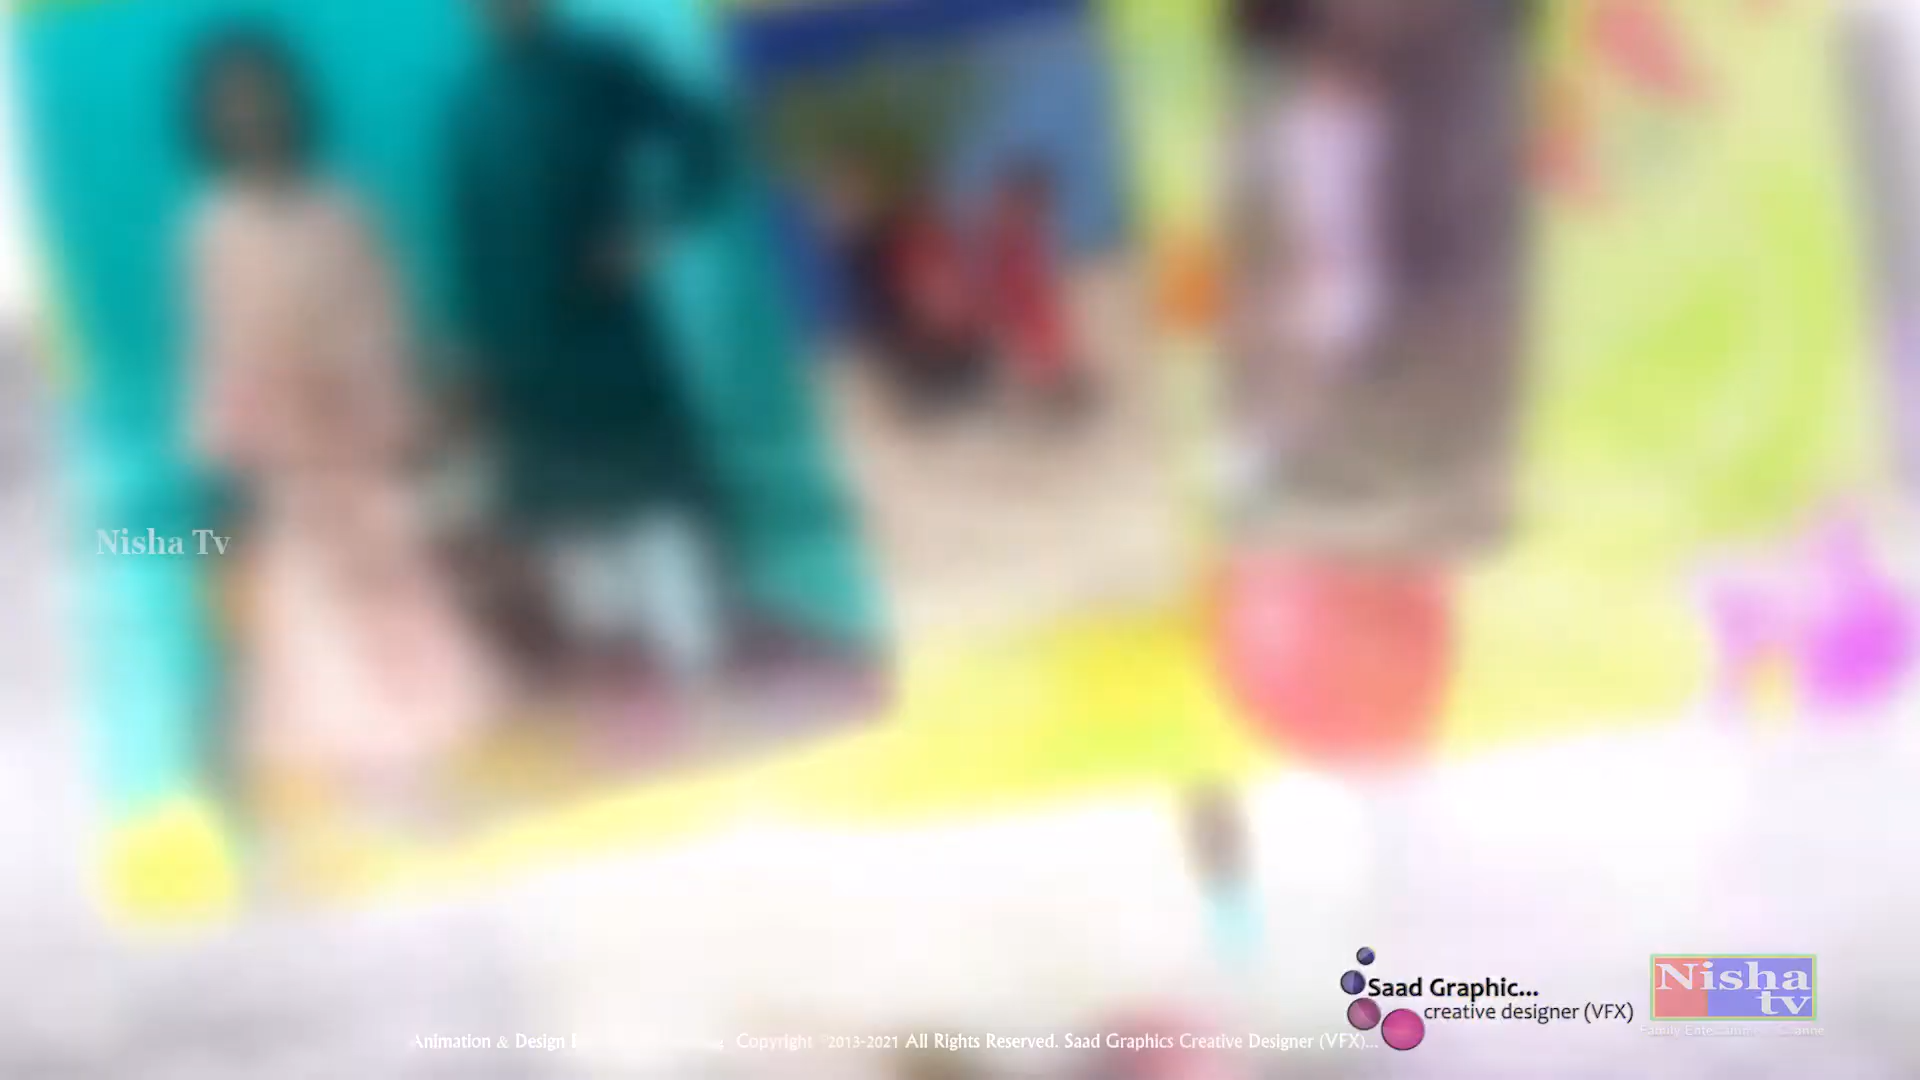 Nisha Tv
Saad Graphic...
creative designer (VFX)
Nisha
tv
Family
Animation & Design
Copyright ©2013-2021 All Rights Reserved. Saad Graphics Creative Designer (VFX)...